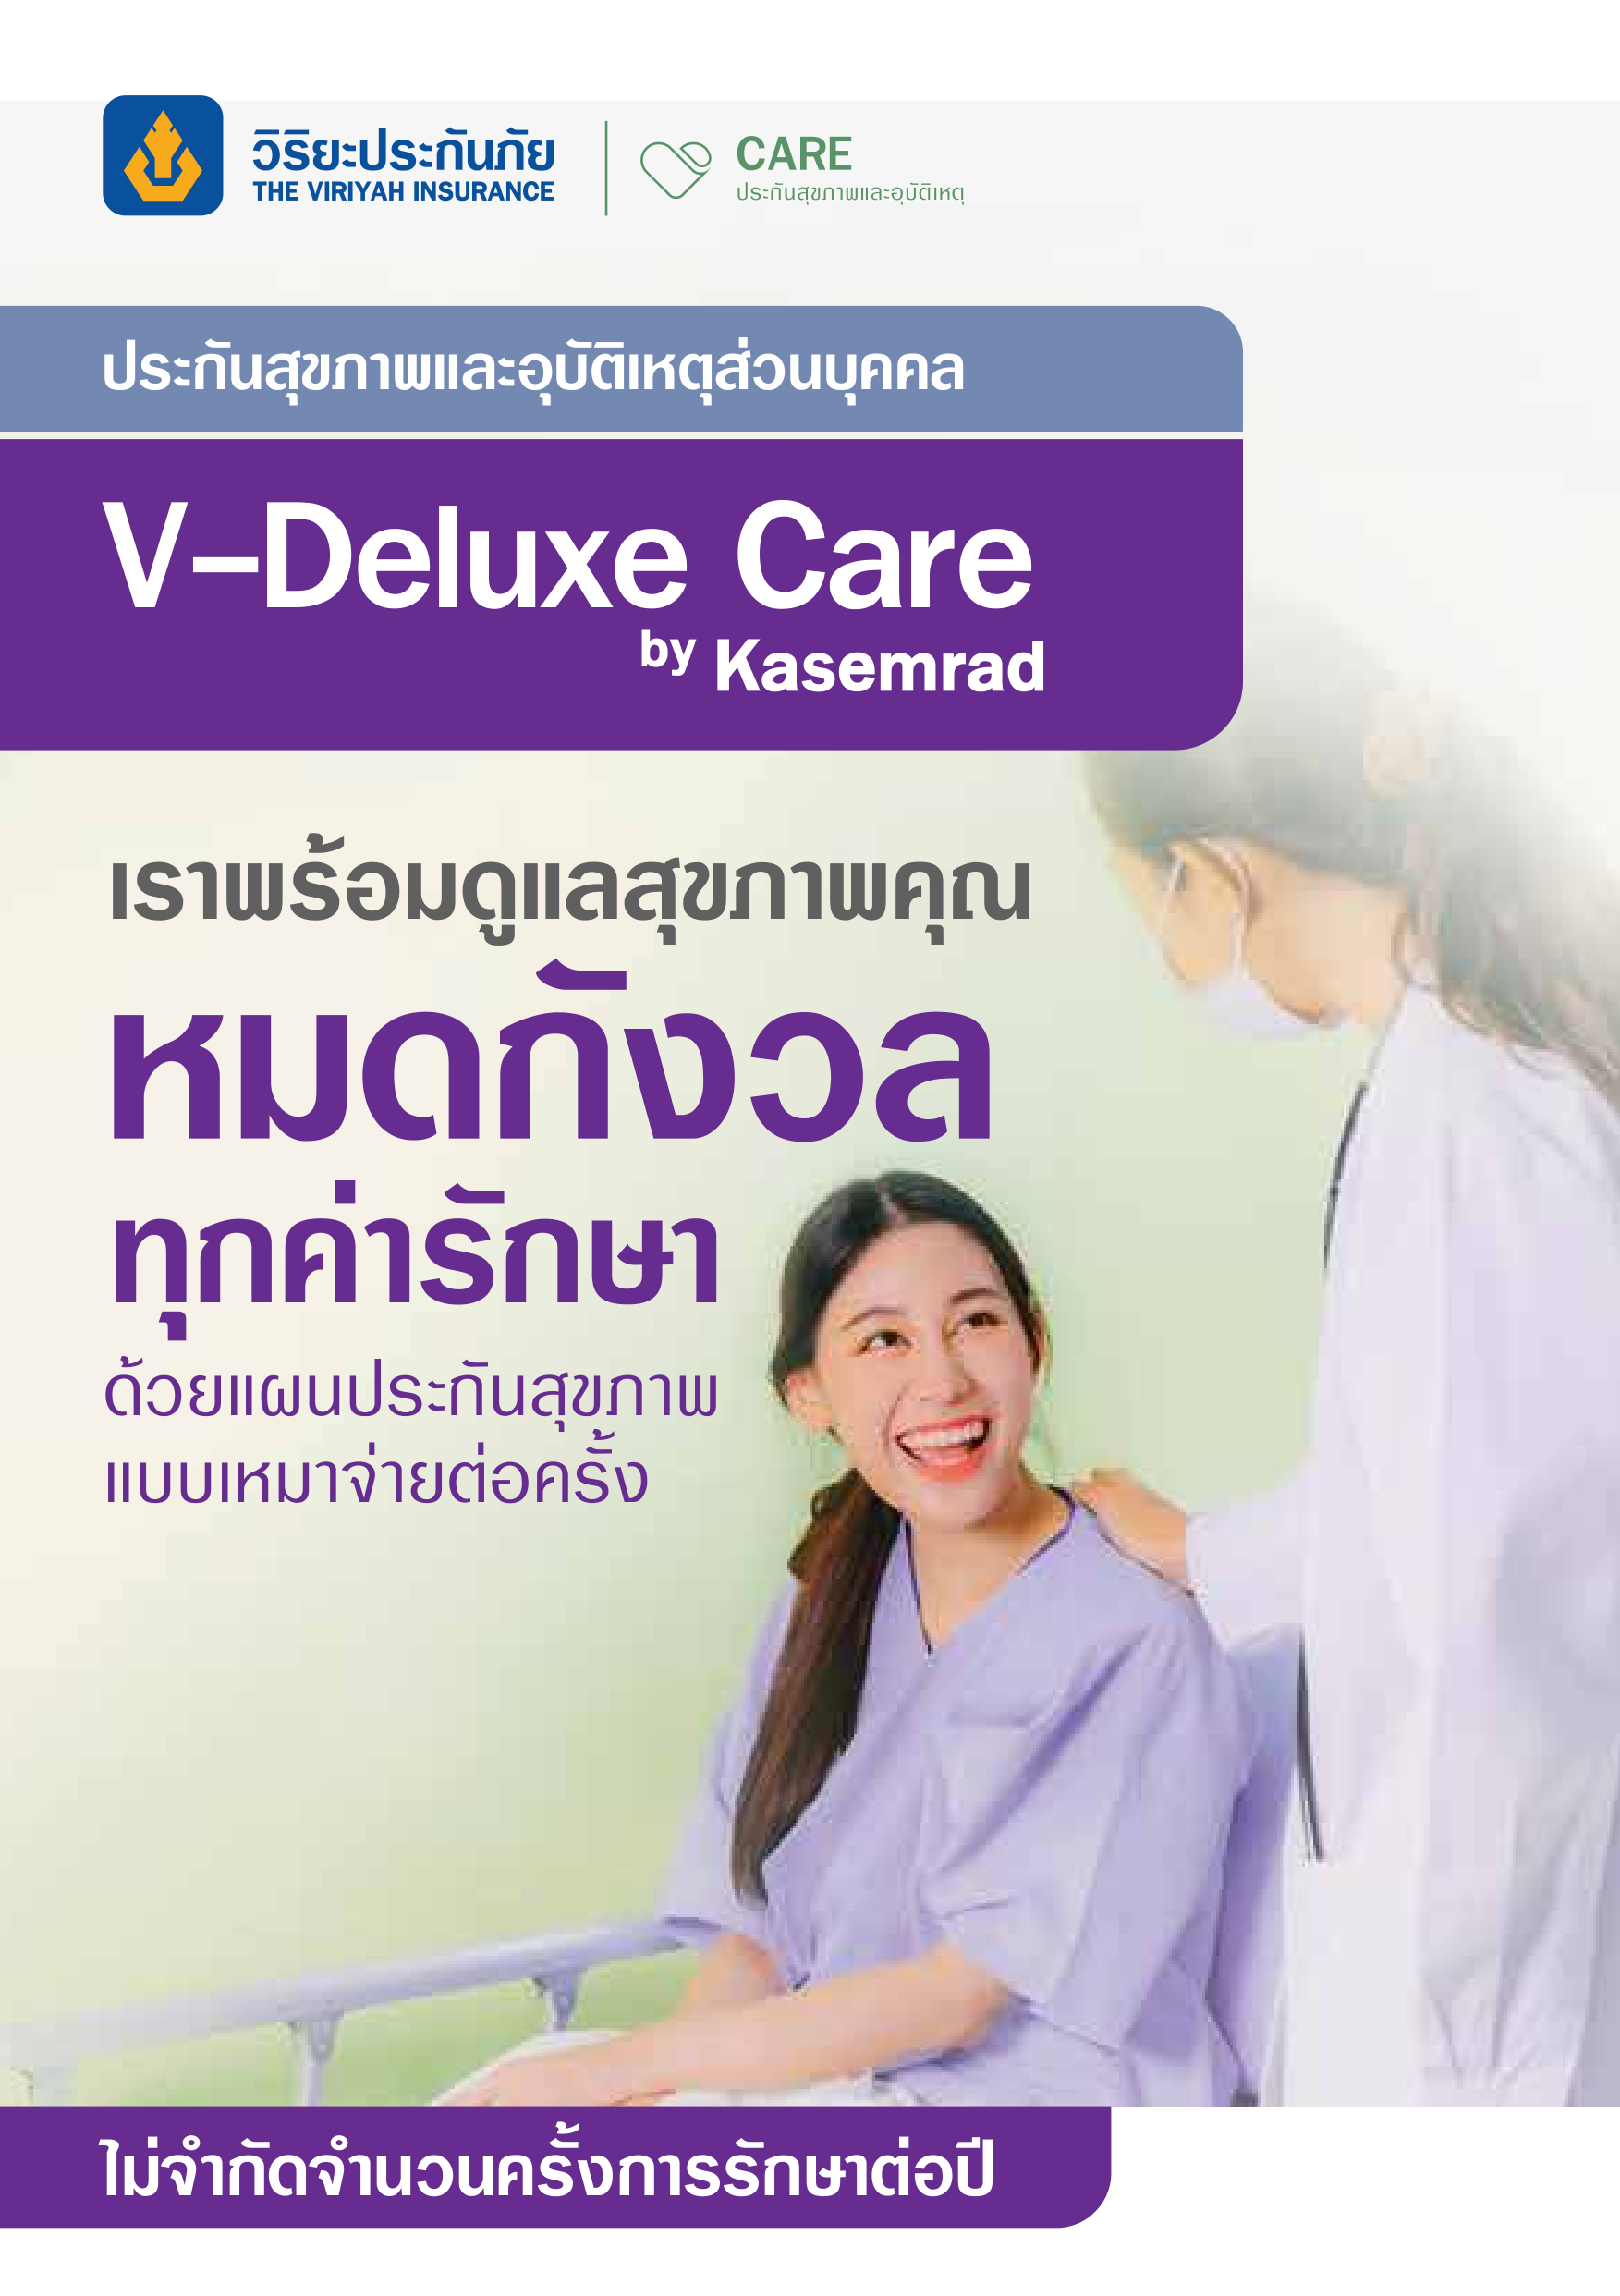 วิริยะประกันภัย
THE VIRIYAH INSURANCE
CARE
ประกันสุขภาพและอุบัติเหตุ
ประกันสุขภาพและอุบัติเหตุส่วนบุคคล
V-Deluxe Care
by Kasemrad
เราพร้อมดูแลสุขภาพคุณ
หมดกังวล
ทุกค่ารักษา
ด้วยแผนประกันสุขภาพ
แบบเหมาจ่ายต่อครั้ง
ไม่จำกัดจำนวนครั้งการรักษาต่อปี